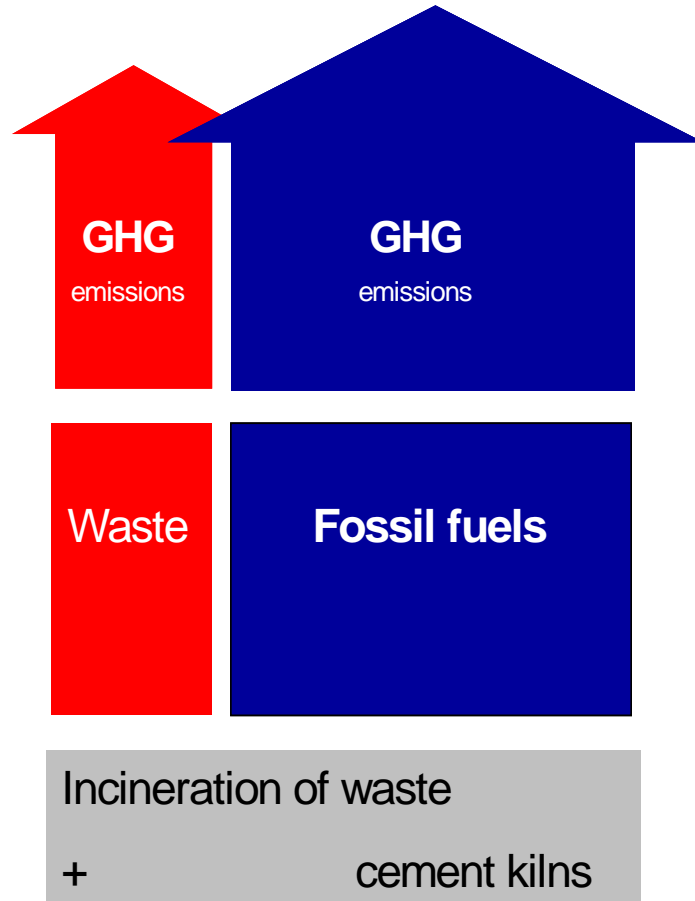 GHG
emissions
GHG
emissions
Waste
Fossil fuels
Incineration of waste
+ cement kilns